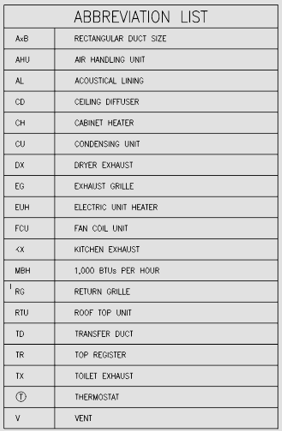 ABBREVIATION LIST
AxB RECTANGULAR DUCT SIZE
AHU AIR HANDLING UNIT
AL ACOUSTICAL LINING
CD CEILING DIFFUSER
CH CABINET HEATER
CU CONDENSING UNIT
DX DRYER EXHAUST
EG EXHAUST GRILLE
EUH ELECTRIC UNIT HEATER
FCU FAN COIL UNIT
<X KITCHEN EXHAUST
MBH 1,000 BTUs PER HOUR
RG RETURN GRILLE
RTU ROOF TOP UNIT
TD TRANSFER DUCT
TR TOP REGISTER
TX TOILET EXHAUST
Ⓣ THERMOSTAT
V VENT